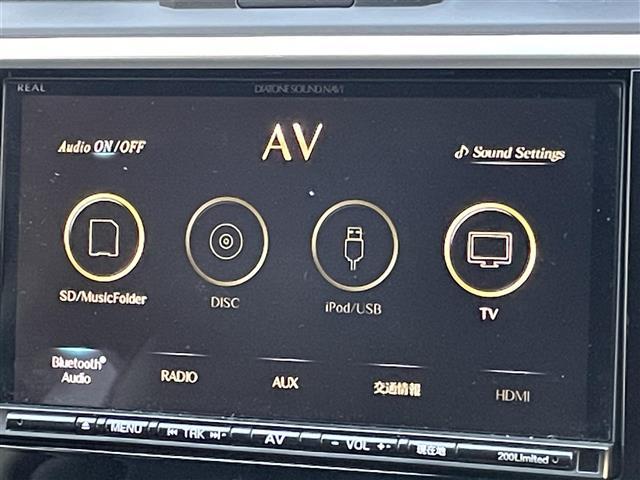 REAL DIATONE SOUND.NAVI
Audio ON/OFF AV ♪ Sound Settings
SD/MusicFolder DISC iPod/USB TV
Bluetooth®
Audio RADIO AUX 交通情報 HDMI
MENU TRK AV - VOL + 現在地
200Limited